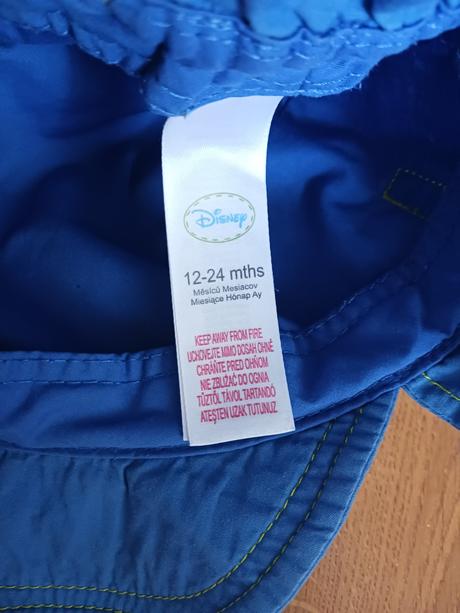 Disney
12-24 mths
Měsíců Mesiacov
Miesiące Hónap Ay
KEEP AWAY FROM FIRE
UCHOVEJTE MIMO DOSAH OHNĚ
CHRÁŇTE PRED OHŇOM
NIE ZBLIŻAĆ DO OGNIA
TŰZTŐL TÁVOL TARTANDÓ
ATEŞTEN UZAK TUTUNUZ